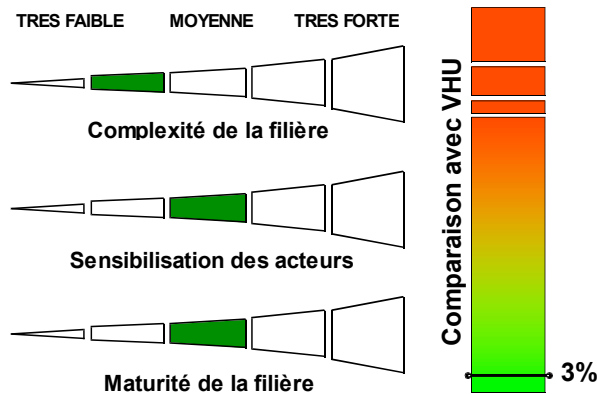 TRES FAIBLE MOYENNE TRES FORTE
Complexité de la filière
Sensibilisation des acteurs
Maturité de la filière
Comparaison avec VHU
3%